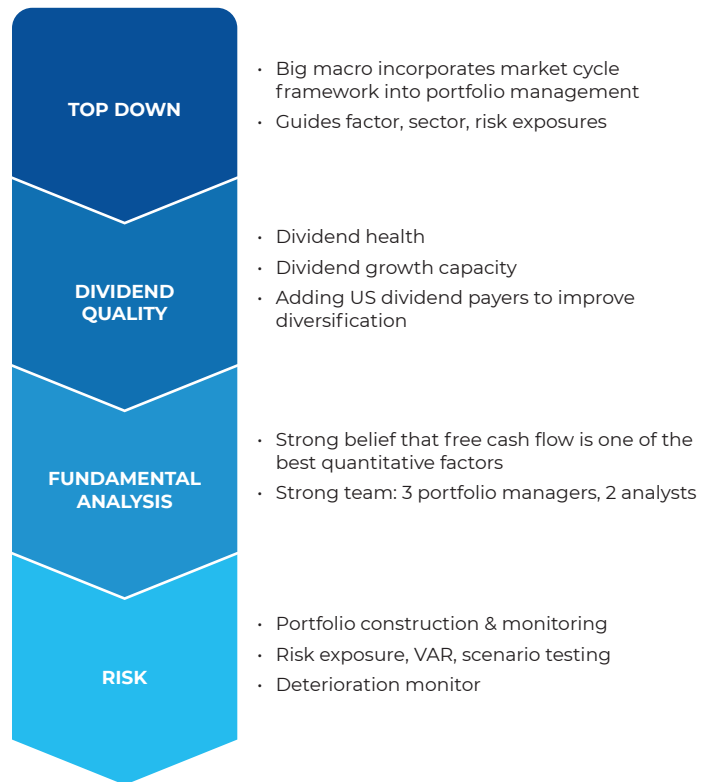 TOP DOWN
• Big macro incorporates market cycle
framework into portfolio management
• Guides factor, sector, risk exposures
DIVIDEND
QUALITY
• Dividend health
• Dividend growth capacity
• Adding US dividend payers to improve
diversification
FUNDAMENTAL
ANALYSIS
• Strong belief that free cash flow is one of the
best quantitative factors
• Strong team: 3 portfolio managers, 2 analysts
RISK
• Portfolio construction & monitoring
• Risk exposure, VAR, scenario testing
• Deterioration monitor